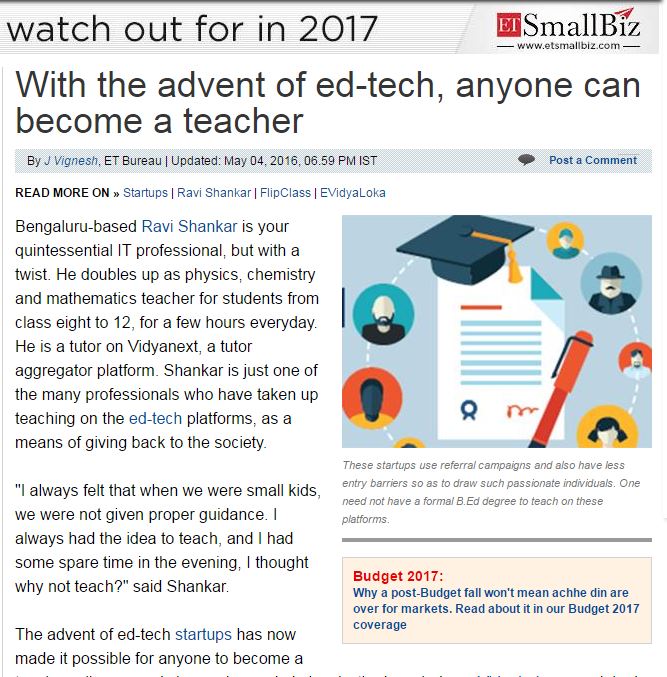 watch out for in 2017
ET SmallBiz
www.etsmallbiz.com
With the advent of ed-tech, anyone can
become a teacher
By J Vignesh, ET Bureau | Updated: May 04, 2016, 06.59 PM IST
Post a Comment
READ MORE ON » Startups | Ravi Shankar | FlipClass | EVidyaLoka
Bengaluru-based Ravi Shankar is your
quintessential IT professional, but with a
twist. He doubles up as physics, chemistry
and mathematics teacher for students from
class eight to 12, for a few hours everyday.
He is a tutor on Vidyanext, a tutor
aggregator platform. Shankar is just one of
the many professionals who have taken up
teaching on the ed-tech platforms, as a
means of giving back to the society.
"I always felt that when we were small kids,
we were not given proper guidance. I
always had the idea to teach, and I had
some spare time in the evening, I thought
why not teach?" said Shankar.
The advent of ed-tech startups has now
made it possible for anyone to become a
These startups use referral campaigns and also have less
entry barriers so as to draw such passionate individuals. One
need not have a formal B.Ed degree to teach on these
platforms.
Budget 2017:
Why a post-Budget fall won't mean achhe din are
over for markets. Read about it in our Budget 2017
coverage